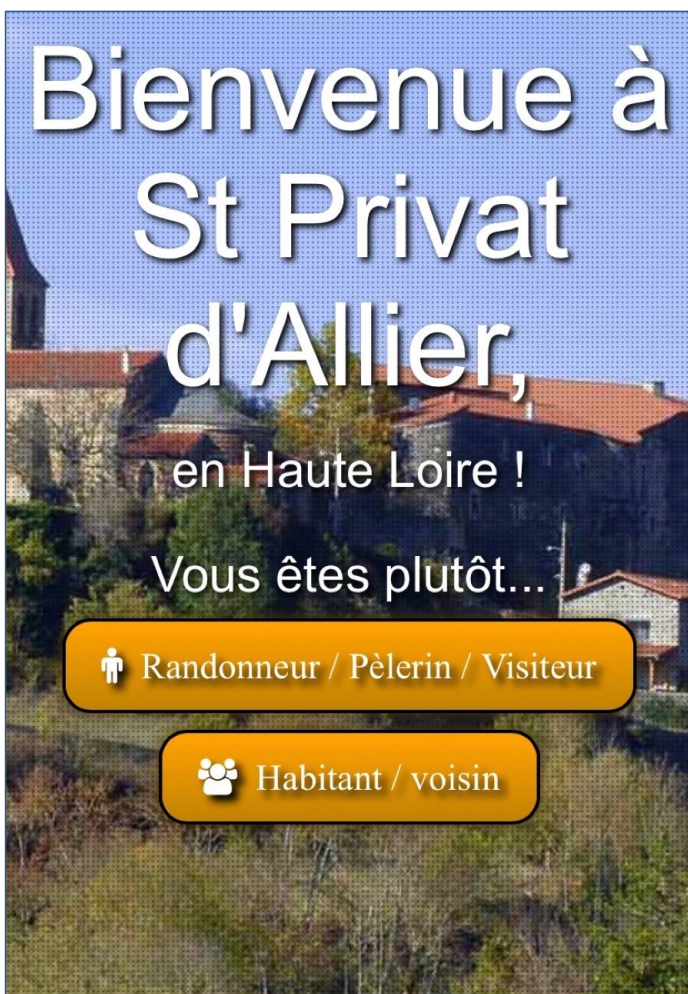 Bienvenue à
St Privat
d'Allier,
en Haute Loire !
Vous êtes plutôt...
Randonneur / Pèlerin / Visiteur
Habitant / voisin